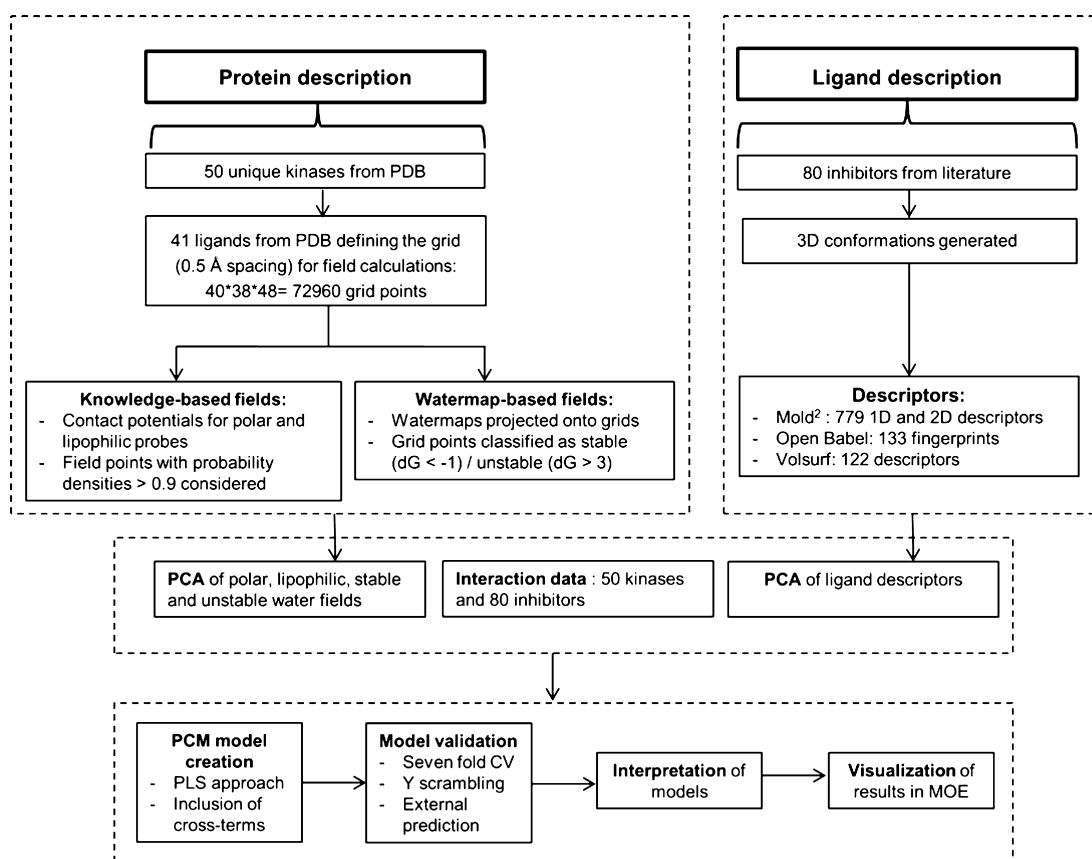 Protein description
50 unique kinases from PDB
41 ligands from PDB defining the grid
(0.5 Å spacing) for field calculations:
40*38*48= 72960 grid points
Knowledge-based fields:
- Contact potentials for polar and
lipophilic probes
- Field points with probability
densities > 0.9 considered
Watermap-based fields:
- Watermaps projected onto grids
- Grid points classified as stable
(dG < -1) / unstable (dG > 3)
Ligand description
80 inhibitors from literature
3D conformations generated
Descriptors:
- Mold² : 779 1D and 2D descriptors
- Open Babel: 133 fingerprints
- Volsurf: 122 descriptors
PCA of polar, lipophilic, stable
and unstable water fields
Interaction data : 50 kinases
and 80 inhibitors
PCA of ligand descriptors
PCM model
creation
- PLS approach
- Inclusion of
cross-terms
Model validation
- Seven fold CV
- Y scrambling
- External
prediction
Interpretation of
models
Visualization of
results in MOE